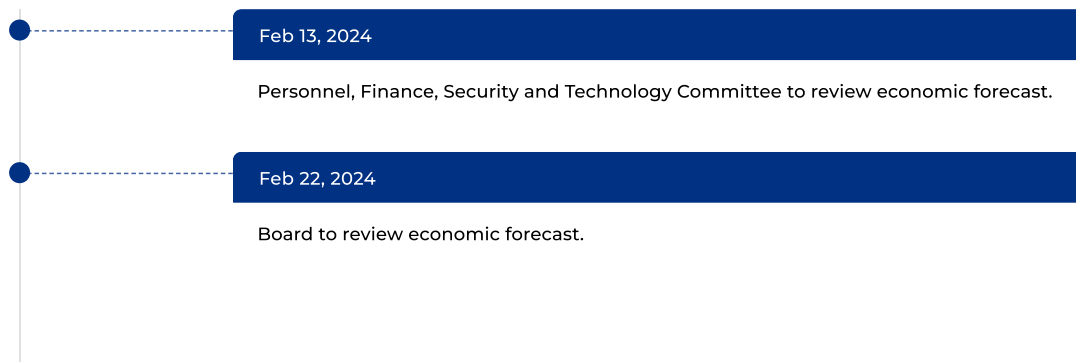 Feb 13, 2024
Personnel, Finance, Security and Technology Committee to review economic forecast.
Feb 22, 2024
Board to review economic forecast.